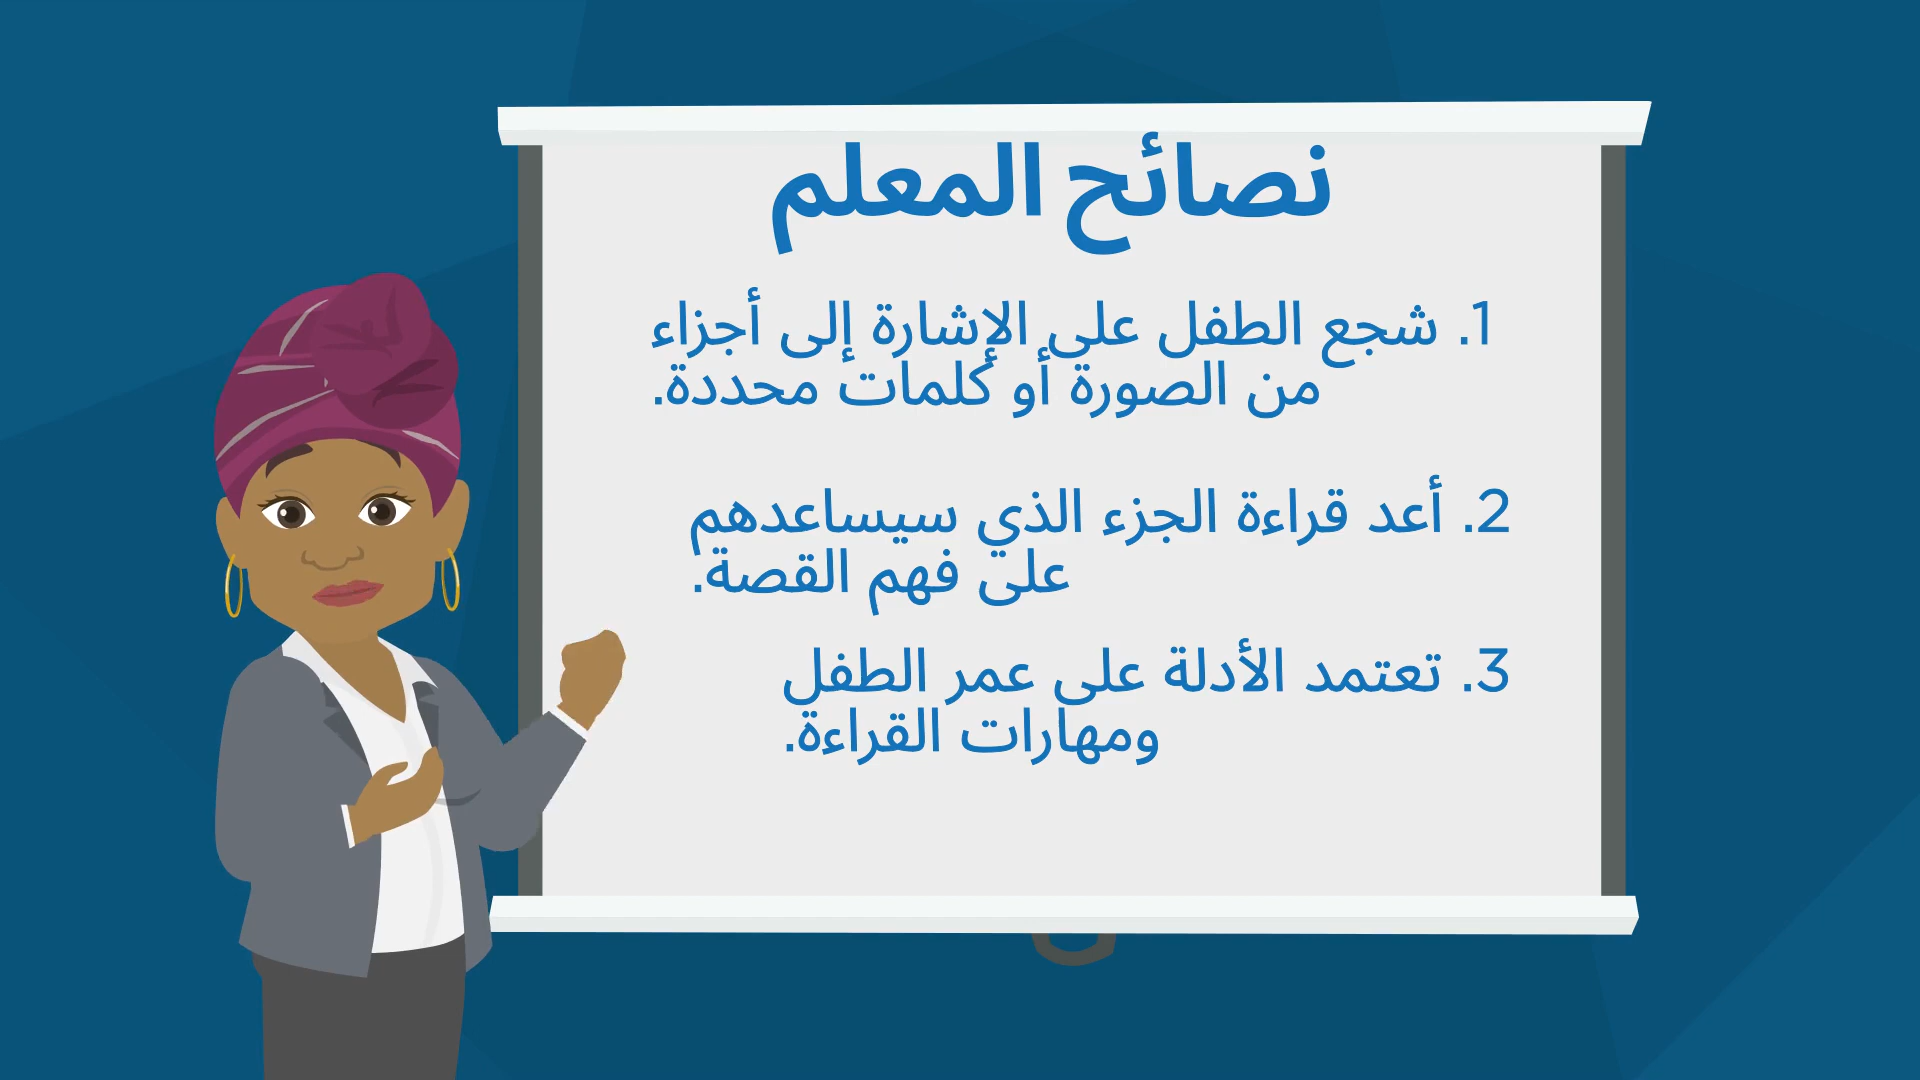 نصائح المعلم
1. شجع الطفل على الإشارة إلى أجزاء
من الصورة أو كلمات محددة.
2. أعد قراءة الجزء الذي سيساعدهم
على فهم القصة.
3. تعتمد الأدلة على عمر الطفل
ومهارات القراءة.